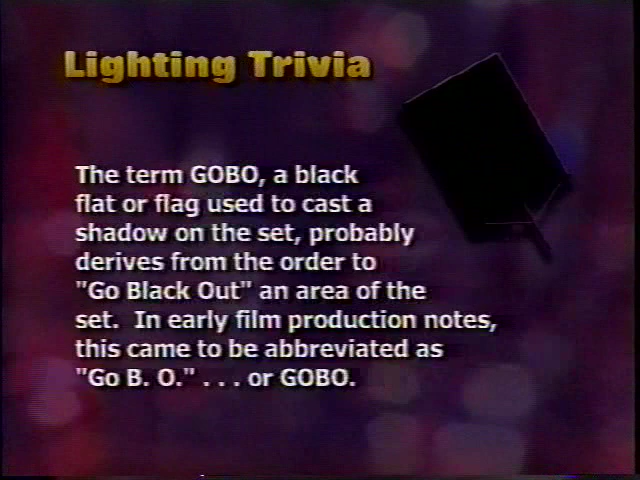 Lighting Trivia
The term GOBO, a black
flat or flag used to cast a
shadow on the set, probably
derives from the order to
"Go Black Out" an area of the
set.  In early film production notes,
this came to be abbreviated as
"Go B. O." . . . or GOBO.